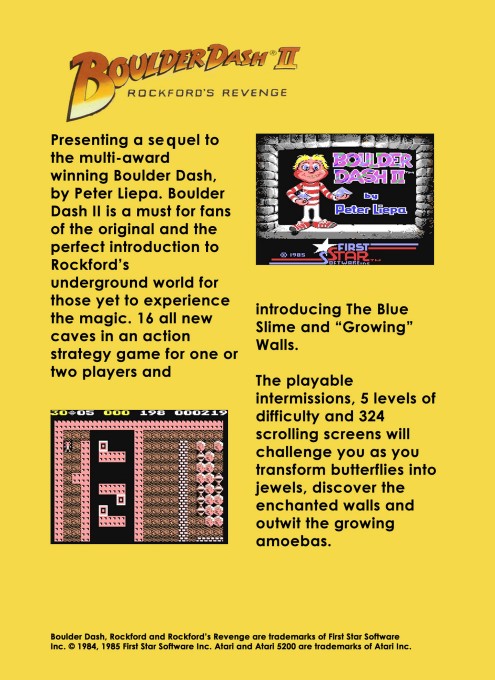 BOULDER DASH® II
ROCKFORD'S REVENGE
Presenting a sequel to
the multi-award
winning Boulder Dash,
by Peter Liepa. Boulder
Dash II is a must for fans
of the original and the
perfect introduction to
Rockford's
underground world for
those yet to experience
the magic. 16 all new
caves in an action
strategy game for one or
two players and
30 05 000 198 000219
BOULDER
DASH II
by
Peter Liepa
© 1985 FIRST
STAR
SOFTWARE INC.
introducing The Blue
Slime and “Growing”
Walls.
The playable
intermissions, 5 levels of
difficulty and 324
scrolling screens will
challenge you as you
transform butterflies into
jewels, discover the
enchanted walls and
outwit the growing
amoebas.
Boulder Dash, Rockford and Rockford's Revenge are trademarks of First Star Software
Inc. © 1984, 1985 First Star Software Inc. Atari and Atari 5200 are trademarks of Atari Inc.